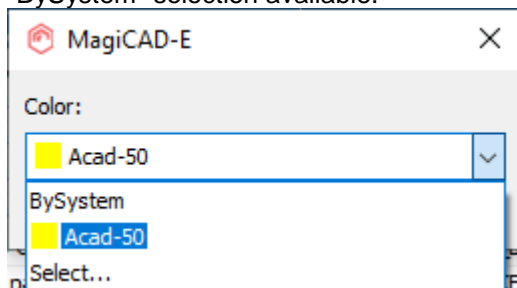 BySystem" selection available.
MagiCAD-E
Color:
Acad-50
BySystem
Acad-50
Select...